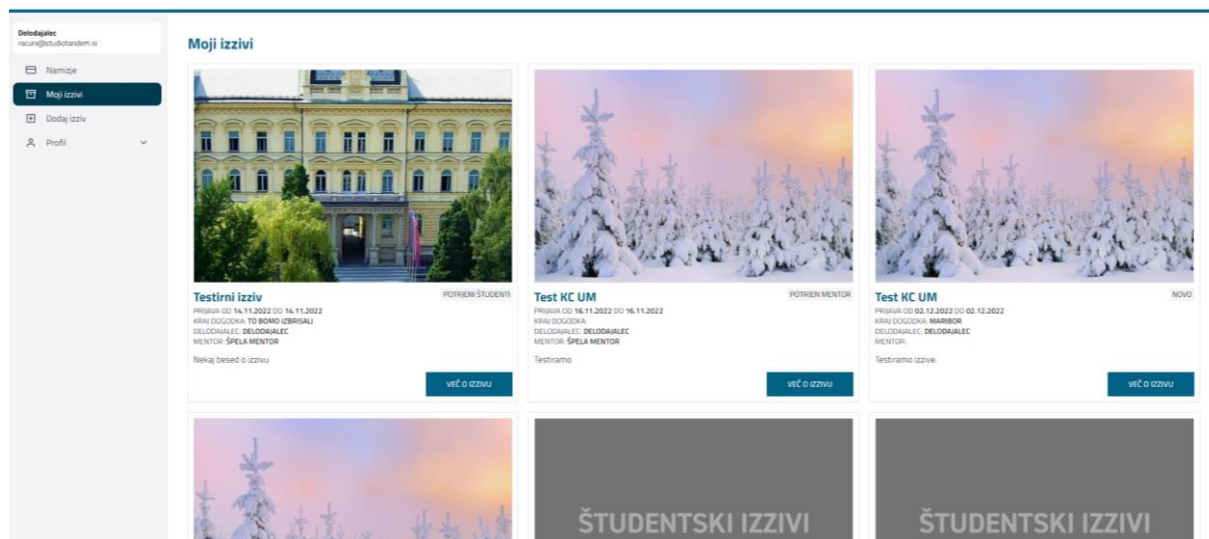 Delodajalec
racuni@studiotandem.si
Namizje
Moji izzivi
Dodaj izziv
Profil
Moji izzivi
Testirni izziv
POTRJENI ŠTUDENTI
PRIJAVA OD 14.11.2022 DO 14.11.2022
KRAJ DOGODKA: TO BOMO IZBRISALI
DELODAJALEC: DELODAJALEC
MENTOR: ŠPELA MENTOR
Nekaj besed o izzivu
VEČ O IZZIVU
Test KC UM
POTRJEN MENTOR
PRIJAVA OD 16.11.2022 DO 16.11.2022
KRAJ DOGODKA:
DELODAJALEC: DELODAJALEC
MENTOR: ŠPELA MENTOR
Testiramo
VEČ O IZZIVU
Test KC UM
NOVO
PRIJAVA OD 02.12.2022 DO 02.12.2022
KRAJ DOGODKA: MARIBOR
DELODAJALEC: DELODAJALEC
MENTOR:
Testiramo izzive.
VEČ O IZZIVU
ŠTUDENTSKI IZZIVI
ŠTUDENTSKI IZZIVI